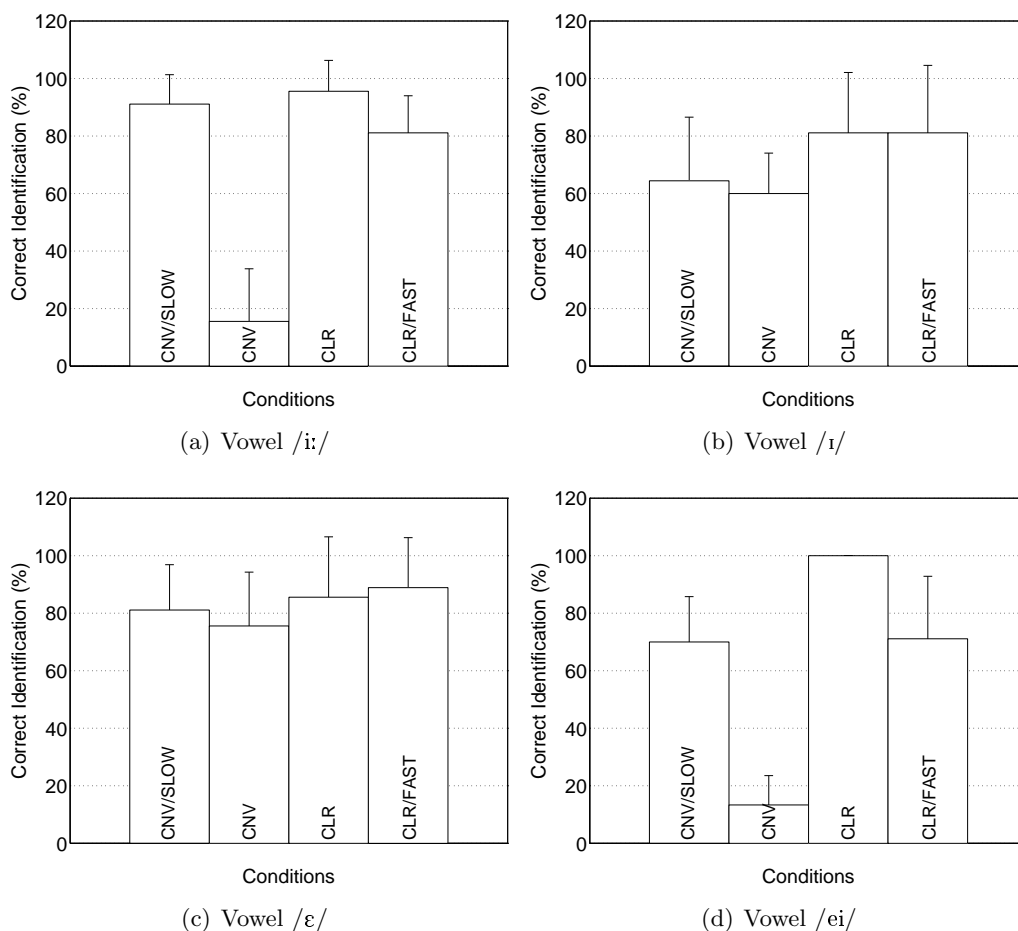 120
100
80
60
40
20
0
Correct Identification (%)
CNV/SLOW
CNV
CLR
CLR/FAST
Conditions
(a) Vowel /iː/
120
100
80
60
40
20
0
Correct Identification (%)
CNV/SLOW
CNV
CLR
CLR/FAST
Conditions
(b) Vowel /ɪ/
120
100
80
60
40
20
0
Correct Identification (%)
CNV/SLOW
CNV
CLR
CLR/FAST
Conditions
(c) Vowel /ɛ/
120
100
80
60
40
20
0
Correct Identification (%)
CNV/SLOW
CNV
CLR
CLR/FAST
Conditions
(d) Vowel /ei/